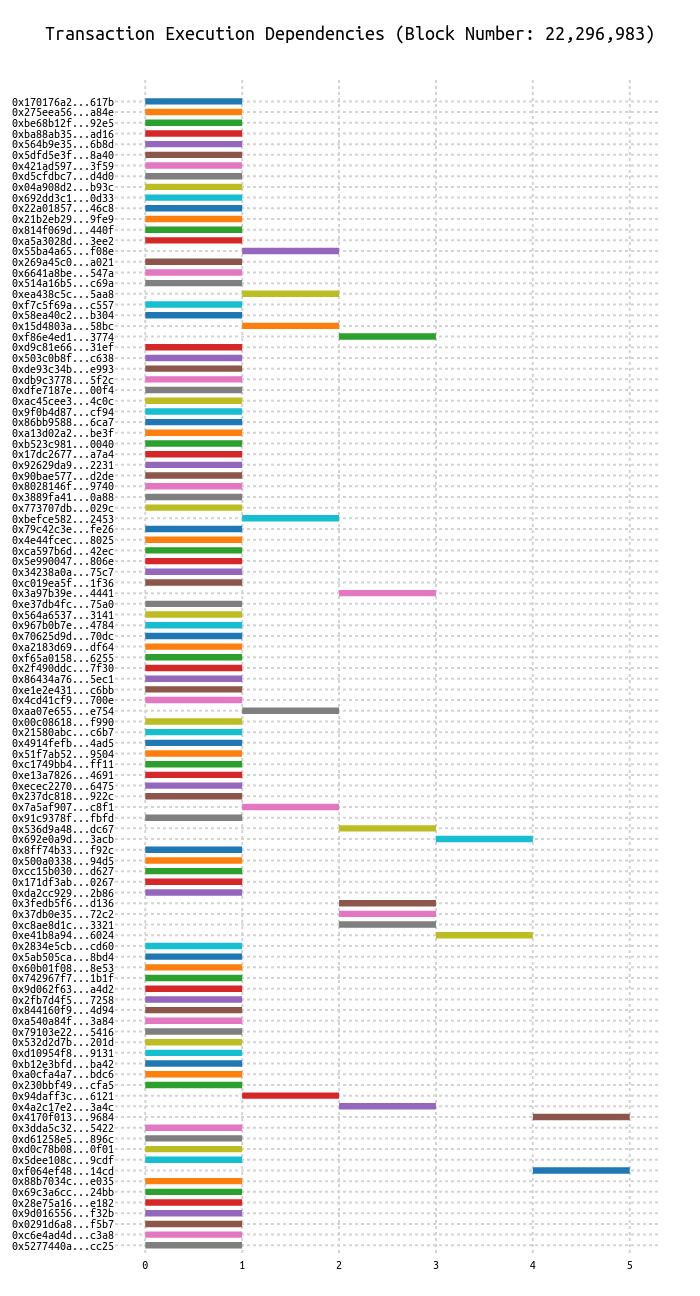 Transaction Execution Dependencies (Block Number: 22,296,983)
0x170176a2...617b
0x275eea56...a84e
0xbe68b12f...92e5
0xba88ab35...ad16
0x564b9e35...6b8d
0x5dfd5e3f...8a40
0x421ad597...3f59
0xd5cfdbc7...d4d0
0x04a908d2...b93c
0x692dd3c1...0d33
0x22a01857...46c8
0x21b2eb29...9fe9
0x814f069d...440f
0xa5a3028d...3ee2
0x55ba4a65...f08e
0x269a45c0...a021
0x6641a8be...547a
0x514a16b5...c69a
0xea438c5c...5aa8
0xf7c5f69a...c557
0x58ea40c2...b304
0x15d4803a...58bc
0xf86e4ed1...3774
0xd9c81e66...31ef
0x503c0b8f...c638
0xde93c34b...e993
0xdb9c3778...5f2c
0xdfe7187e...00f4
0xac45cee3...4c0c
0x9f0b4d87...cf94
0x86bb9588...6ca7
0xa13d02a2...be3f
0xb523c981...0040
0x17dc2677...a7a4
0x92629da9...2231
0x90bae577...d2de
0x8028146f...9740
0x3889fa41...0a88
0x773707db...029c
0xbefce582...2453
0x79c42c3e...fe26
0x4e44fcec...8025
0xca597b6d...42ec
0x5e990047...806e
0x34238a0a...75c7
0xc019ea5f...1f36
0x3a97b39e...4441
0xe37db4fc...75a0
0x564a6537...3141
0x967b0b7e...4784
0x70625d9d...70dc
0xa2183d69...df64
0xf65a0158...6255
0x2f490ddc...7f30
0x86434a76...5ec1
0xe1e2e431...c6bb
0x4cd41cf9...700e
0xaa07e655...e754
0x00c08618...f990
0x21580abc...c6b7
0x4914fefb...4ad5
0x51f7ab52...9504
0xc1749bb4...ff11
0xe13a7826...4691
0xecec2270...6475
0x237dc818...922c
0x7a5af907...c8f1
0x91c9378f...fbfd
0x536d9a48...dc67
0x692e0a9d...3acb
0x8ff74b33...f92c
0x500a0338...94d5
0xcc15b030...d627
0x171df3ab...0267
0xda2cc929...2b86
0x3fedb5f6...d136
0x37db0e35...72c2
0xc8ae8d1c...3321
0xe41b8a94...6024
0x2834e5cb...cd60
0x5ab505ca...8bd4
0x60b01f08...8e53
0x742967f7...1b1f
0x9d062f63...a4d2
0x2fb7d4f5...7258
0x844160f9...4d94
0xa540a84f...3a84
0x79103e22...5416
0x532d2d7b...201d
0xd10954f8...9131
0xb12e3bfd...ba42
0xa0cfa4a7...bdc6
0x230bbf49...cfa5
0x94daff3c...6121
0x4a2c17e2...3a4c
0x4170f013...9684
0x3dda5c32...5422
0xd61258e5...896c
0xd0c78b08...0f01
0x5dee108c...9cdf
0xf064ef48...14cd
0x88b7034c...e035
0x69c3a6cc...24bb
0x28e75a16...e182
0x9d016556...f32b
0x0291d6a8...f5b7
0xc6e4ad4d...c3a8
0x5277440a...cc25
0 1 2 3 4 5